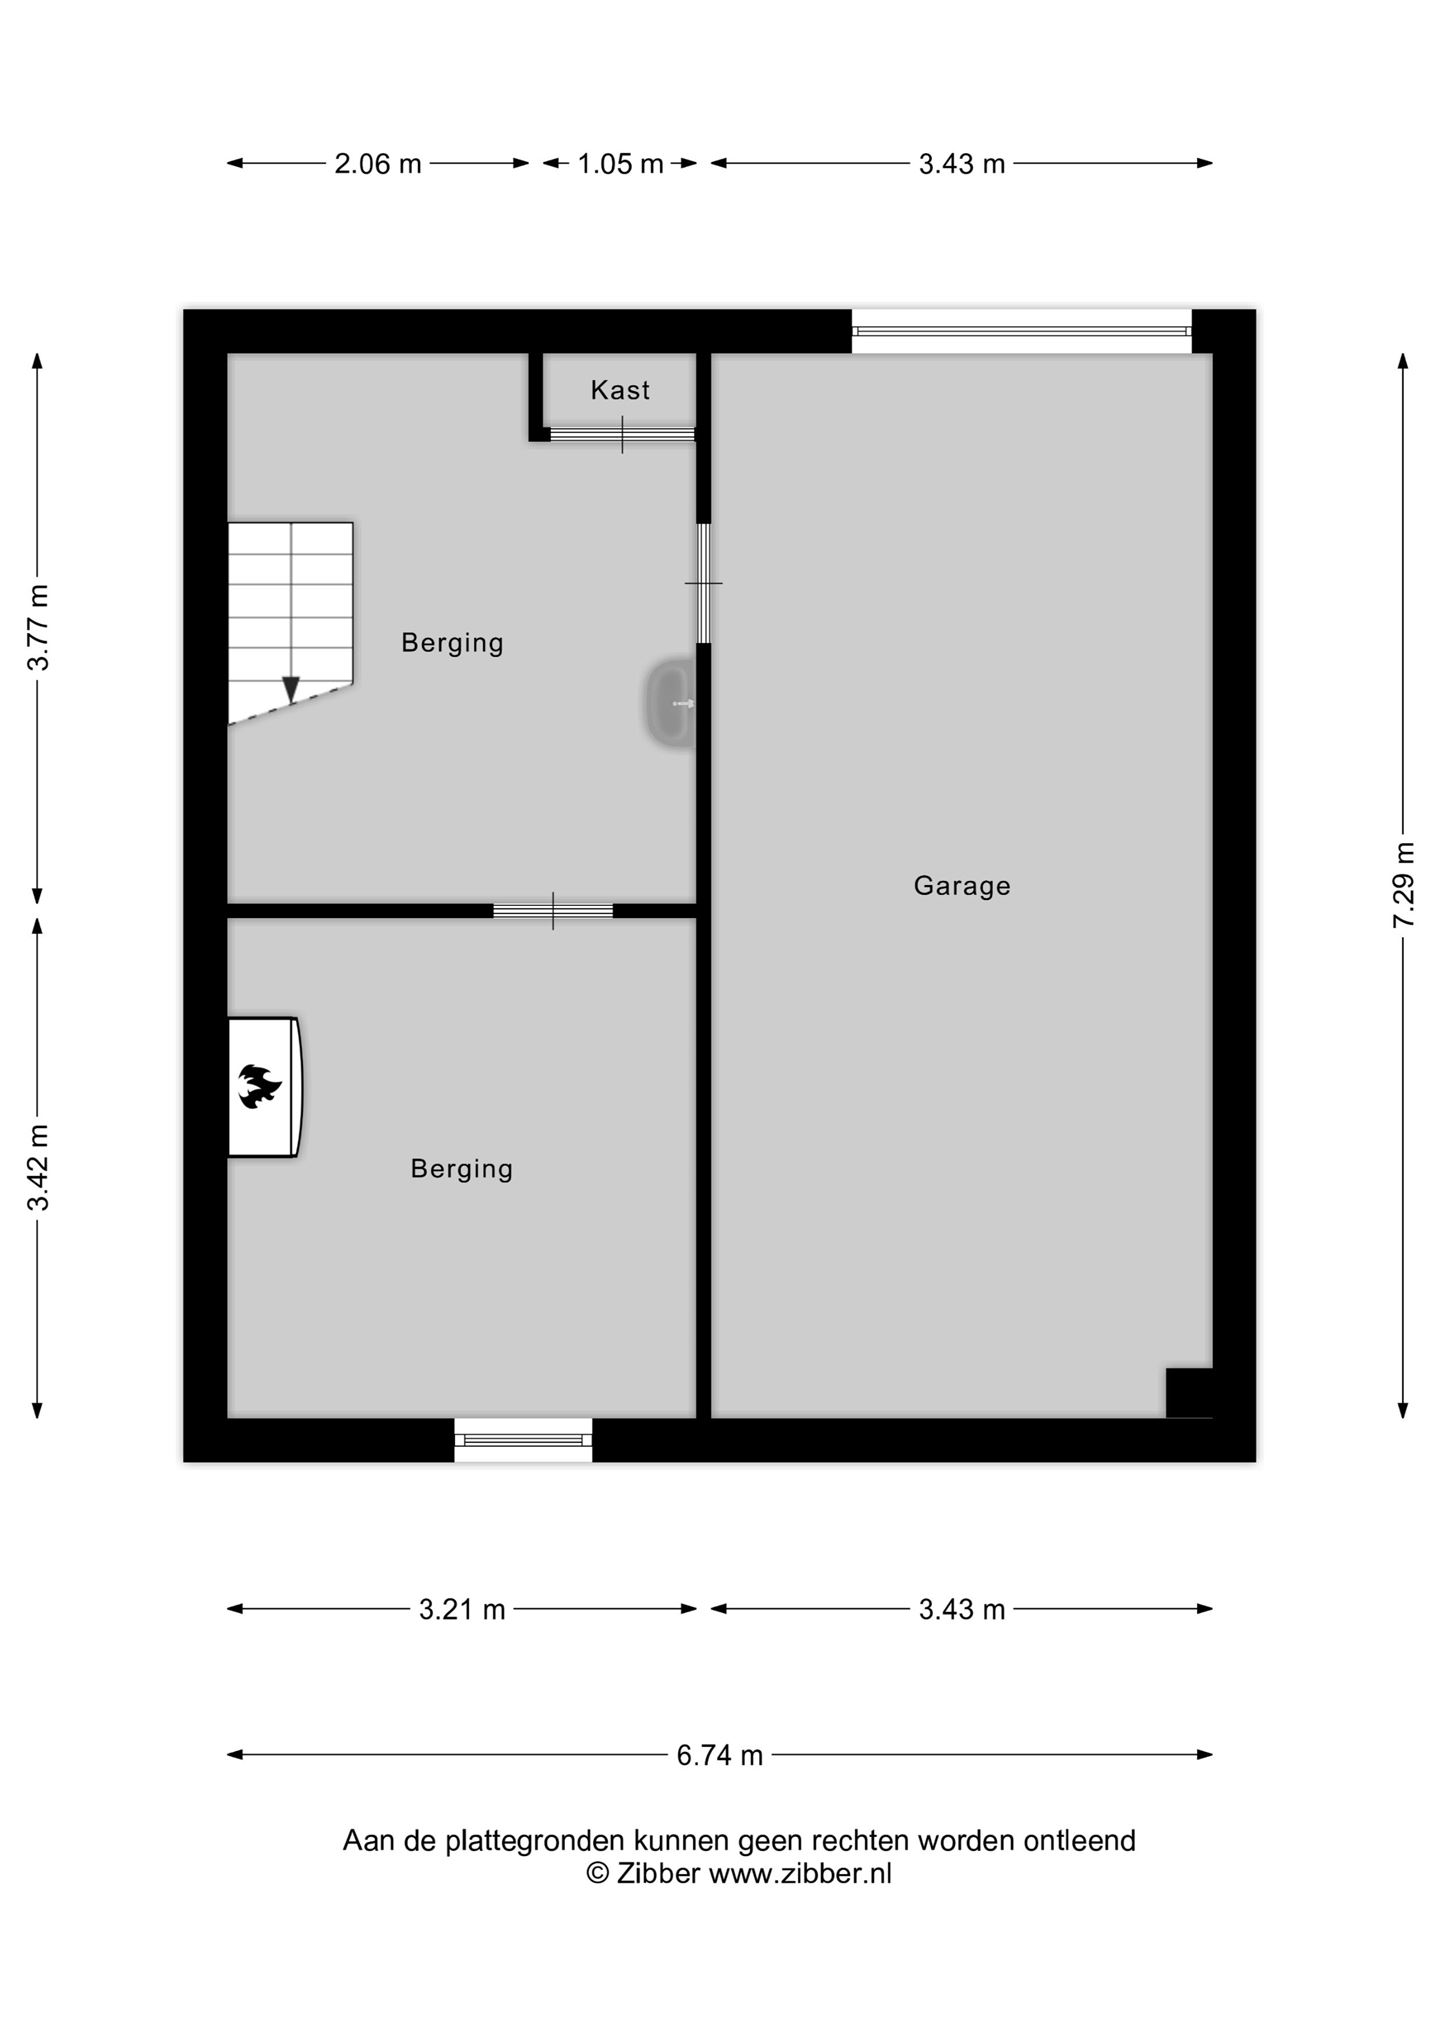 2.06 m
1.05 m
3.43 m
Kast
3.77 m
Berging
Garage
7.29 m
3.42 m
Berging
3.21 m
3.43 m
6.74 m
Aan de plattegronden kunnen geen rechten worden ontleend
© Zibber www.zibber.nl